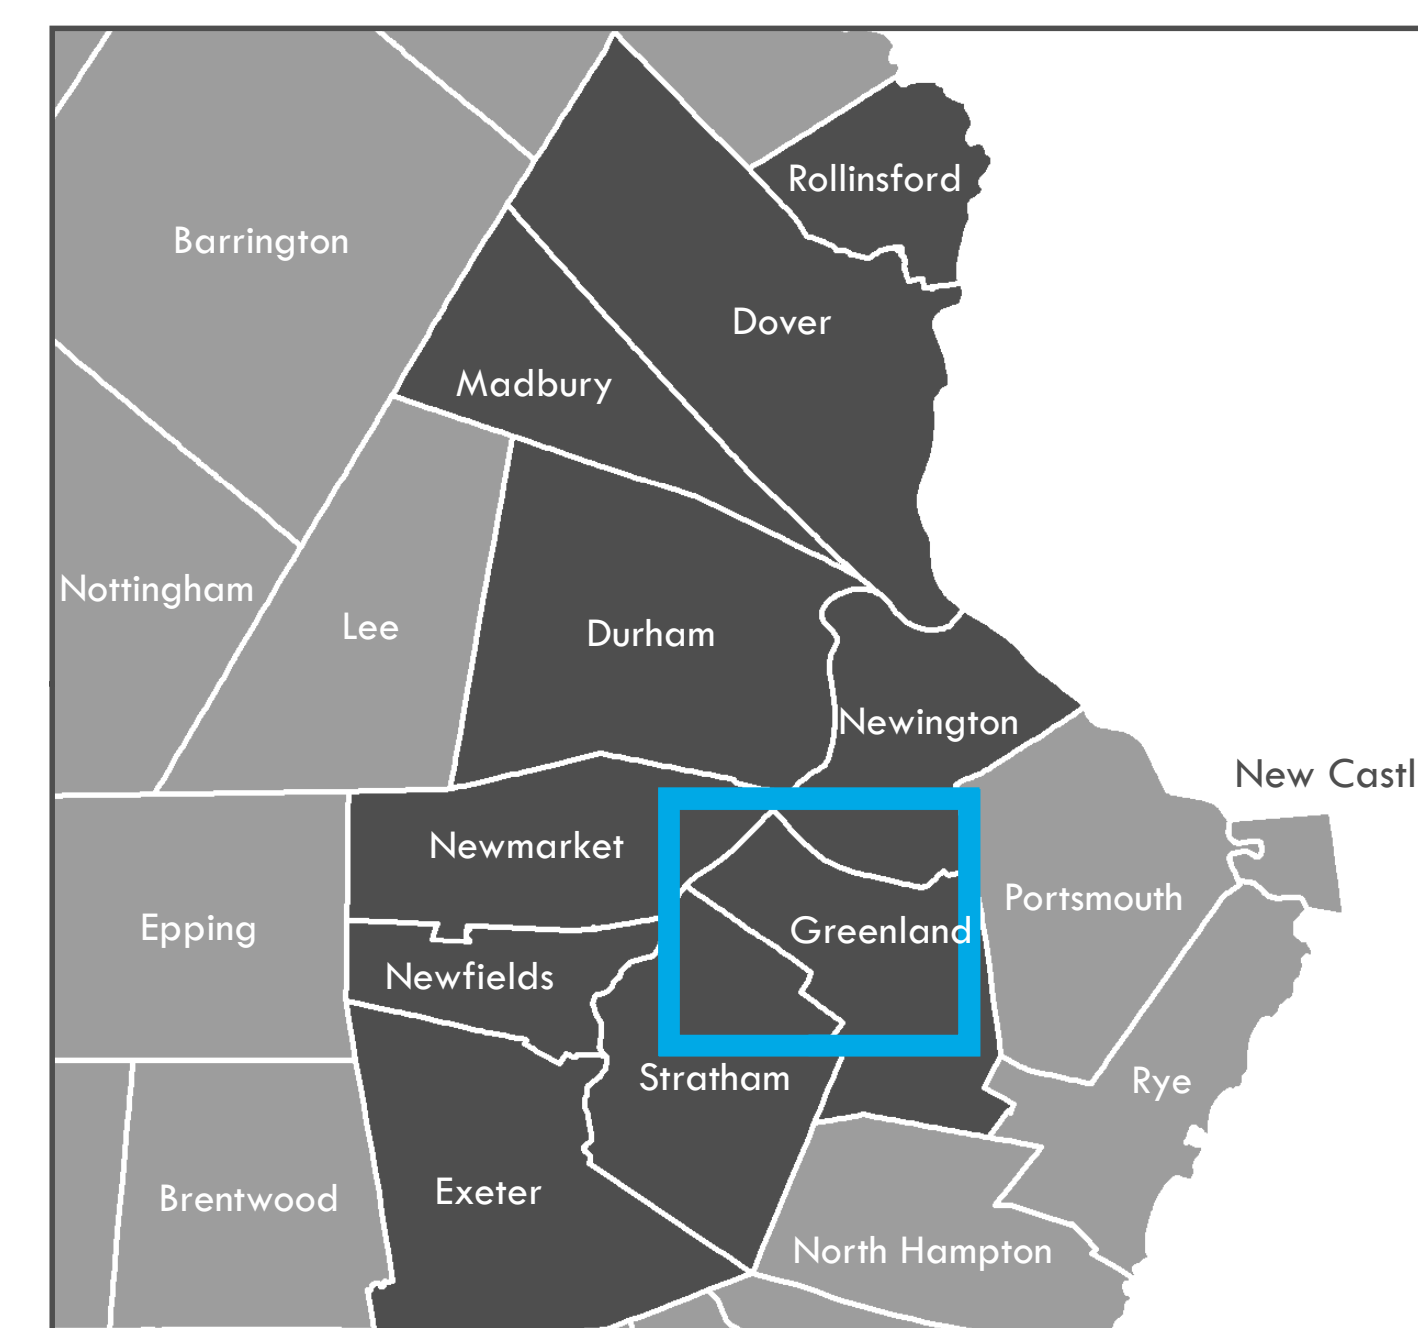 Rollinsford
Barrington
Dover
Madbury
Nottingham
Lee
Durham
Newington
New Castl
Newmarket
Portsmouth
Epping
Greenland
Newfields
Stratham
Rye
Exeter
Brentwood
North Hampton